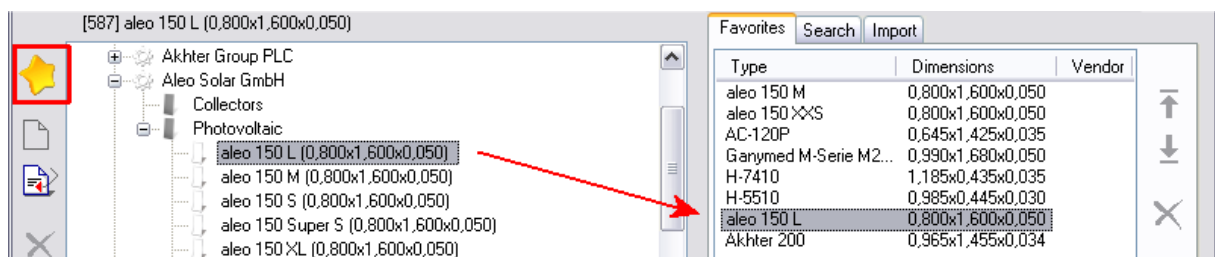 [587] aleo 150 L (0,800x1,600x0,050)
Akhter Group PLC
Aleo Solar GmbH
Collectors
Photovoltaic
aleo 150 L (0,800x1,600x0,050)
aleo 150 M (0,800x1,600x0,050)
aleo 150 S (0,800x1,600x0,050)
aleo 150 Super S (0,800x1,600x0,050)
aleo 150 XL (0,800x1,600x0,050)
Favorites Search Import
Type Dimensions Vendor
aleo 150 M 0,800x1,600x0,050
aleo 150 XXS 0,800x1,600x0,050
AC-120P 0,645x1,425x0,035
Ganymed M-Serie M2... 0,990x1,680x0,050
H-7410 1,185x0,435x0,035
H-5510 0,985x0,445x0,030
aleo 150 L 0,800x1,600x0,050
Akhter 200 0,965x1,455x0,034